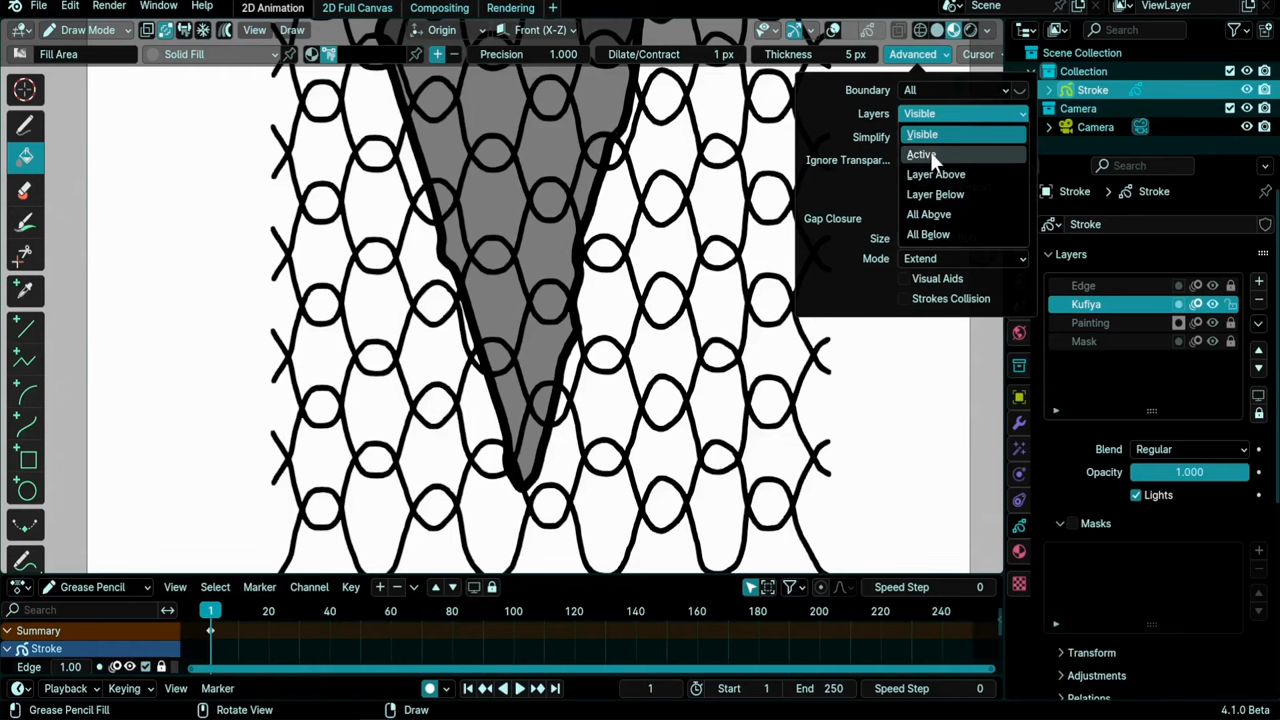 File Edit Render Window Help 2D Animation 2D Full Canvas Compositing Rendering Scene ViewLayer
Draw Mode View Draw Origin Front (X-Z) Search
Fill Area Solid Fill Precision 1.000 Dilate/Contract 1 px Thickness 5 px Advanced Cursor
Scene Collection
Collection
Stroke
Camera
Camera
Boundary All
Layers Visible
Visible
Simplify
Active
Ignore Transpar...
Layer Above
Layer Below
All Above
Gap Closure
All Below
Size
Mode Extend
Visual Aids
Strokes Collision
Search
Stroke Stroke
Stroke
Layers
Edge
Kufiya
Painting
Mask
Blend Regular
Opacity 1.000
Lights
Masks
Transform
Adjustments
Relations
Grease Pencil View Select Marker Channel Key Speed Step 0
Search 1 20 40 60 80 100 120 140 160 180 200 220 240
Summary
Stroke
Edge 1.00
Playback Keying View Marker 1 Start 1 End 250 Speed Step 0
Grease Pencil Fill Rotate View Draw 4.1.0 Beta